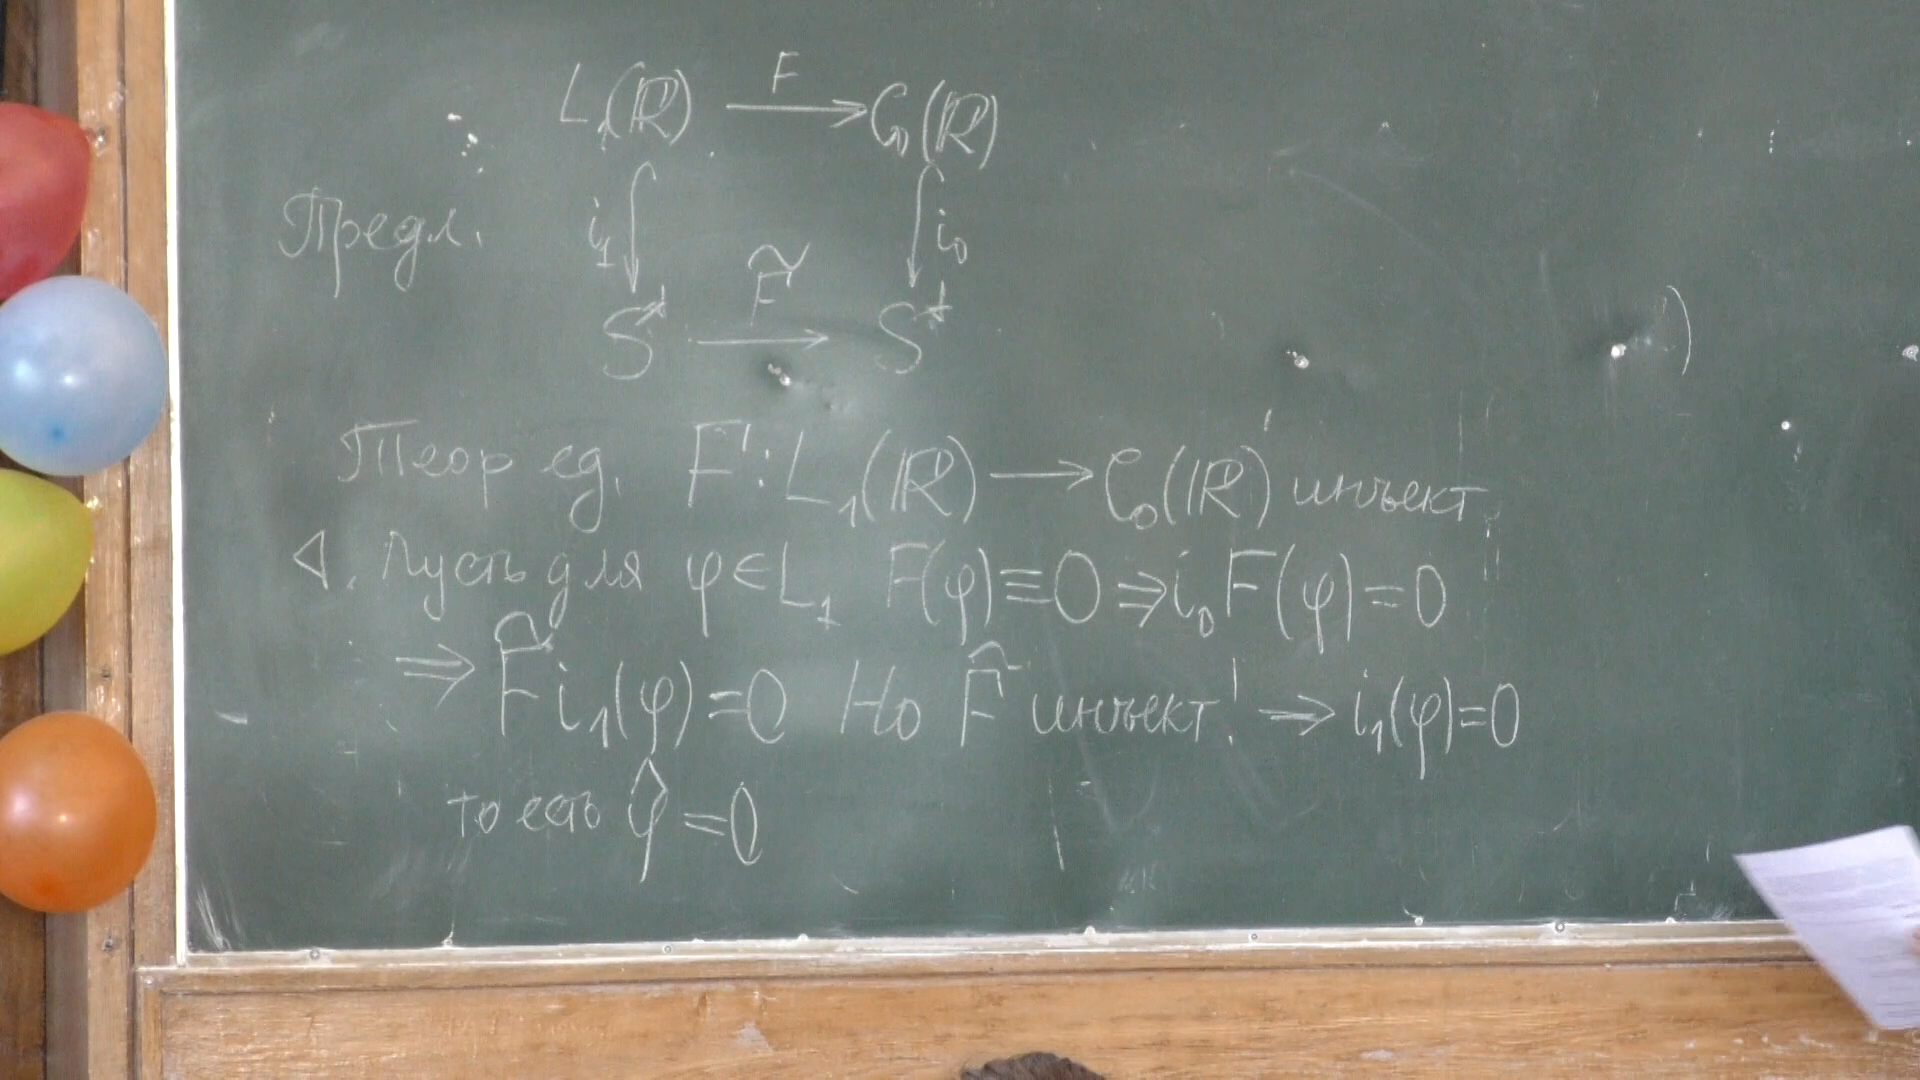 L₁(ℝ) —F→ C₀(ℝ)
Предл. i₁ ↓ ↓ i₀
S* —F̃→ S*
Теор ед. F: L₁(ℝ) → C₀(ℝ) инъект.
◁. Пусть для φ∈L₁ F(φ)≡0 ⇒ i₀F(φ)=0
⇒ F̃i₁(φ)=0 Но F̃ инъект! ⇒ i₁(φ)=0
то есть φ̂=0